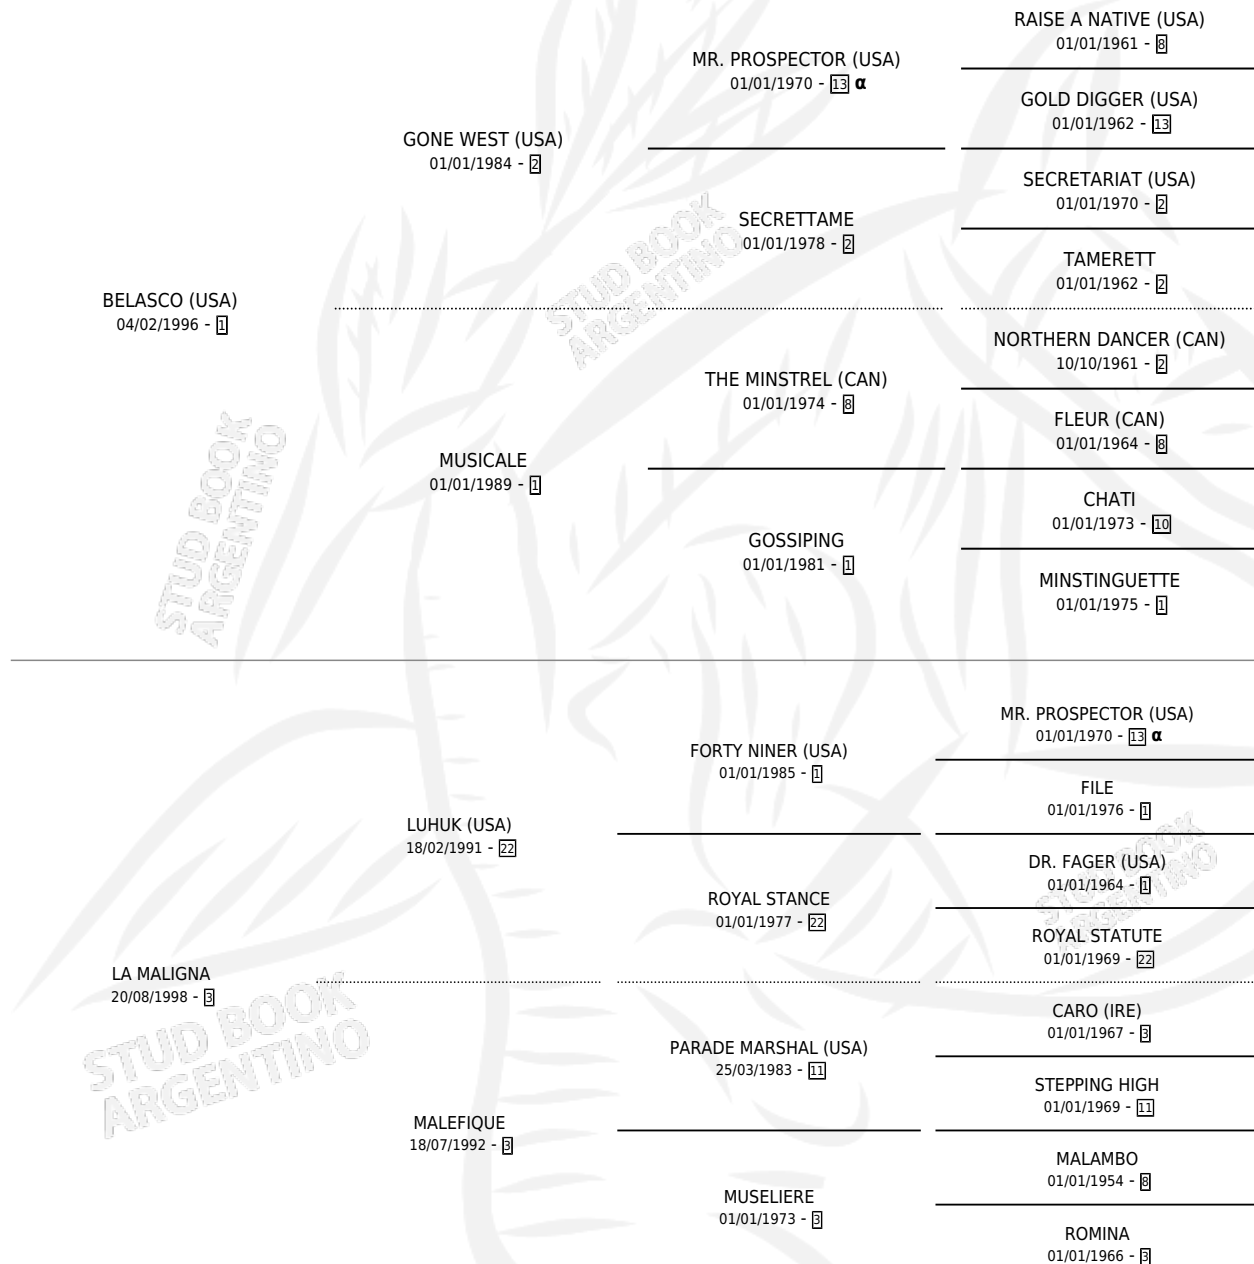 RAISE A NATIVE (USA)
01/01/1961 - 8
MR. PROSPECTOR (USA)
01/01/1970 - 13 α
GOLD DIGGER (USA)
01/01/1962 - 13
GONE WEST (USA)
01/01/1984 - 2
SECRETARIAT (USA)
01/01/1970 - 2
SECRETTAME
01/01/1978 - 2
TAMERETT
01/01/1962 - 2
BELASCO (USA)
04/02/1996 - 1
NORTHERN DANCER (CAN)
10/10/1961 - 2
THE MINSTREL (CAN)
01/01/1974 - 8
FLEUR (CAN)
01/01/1964 - 8
MUSICALE
01/01/1989 - 1
CHATI
01/01/1973 - 10
GOSSIPING
01/01/1981 - 1
MINSTINGUETTE
01/01/1975 - 1
MR. PROSPECTOR (USA)
01/01/1970 - 13 α
FORTY NINER (USA)
01/01/1985 - 1
FILE
01/01/1976 - 1
LUHUK (USA)
18/02/1991 - 22
DR. FAGER (USA)
01/01/1964 - 1
ROYAL STANCE
01/01/1977 - 22
ROYAL STATUTE
01/01/1969 - 22
LA MALIGNA
20/08/1998 - 3
CARO (IRE)
01/01/1967 - 3
PARADE MARSHAL (USA)
25/03/1983 - 11
STEPPING HIGH
01/01/1969 - 11
MALEFIQUE
18/07/1992 - 3
MALAMBO
01/01/1954 - 8
MUSELIERE
01/01/1973 - 3
ROMINA
01/01/1966 - 3
STUD BOOK
ARGENTINO
STUD BOOK
ARGENTINO
STUD BOOK
ARGENTINO
STUD BOOK
ARGENTINO